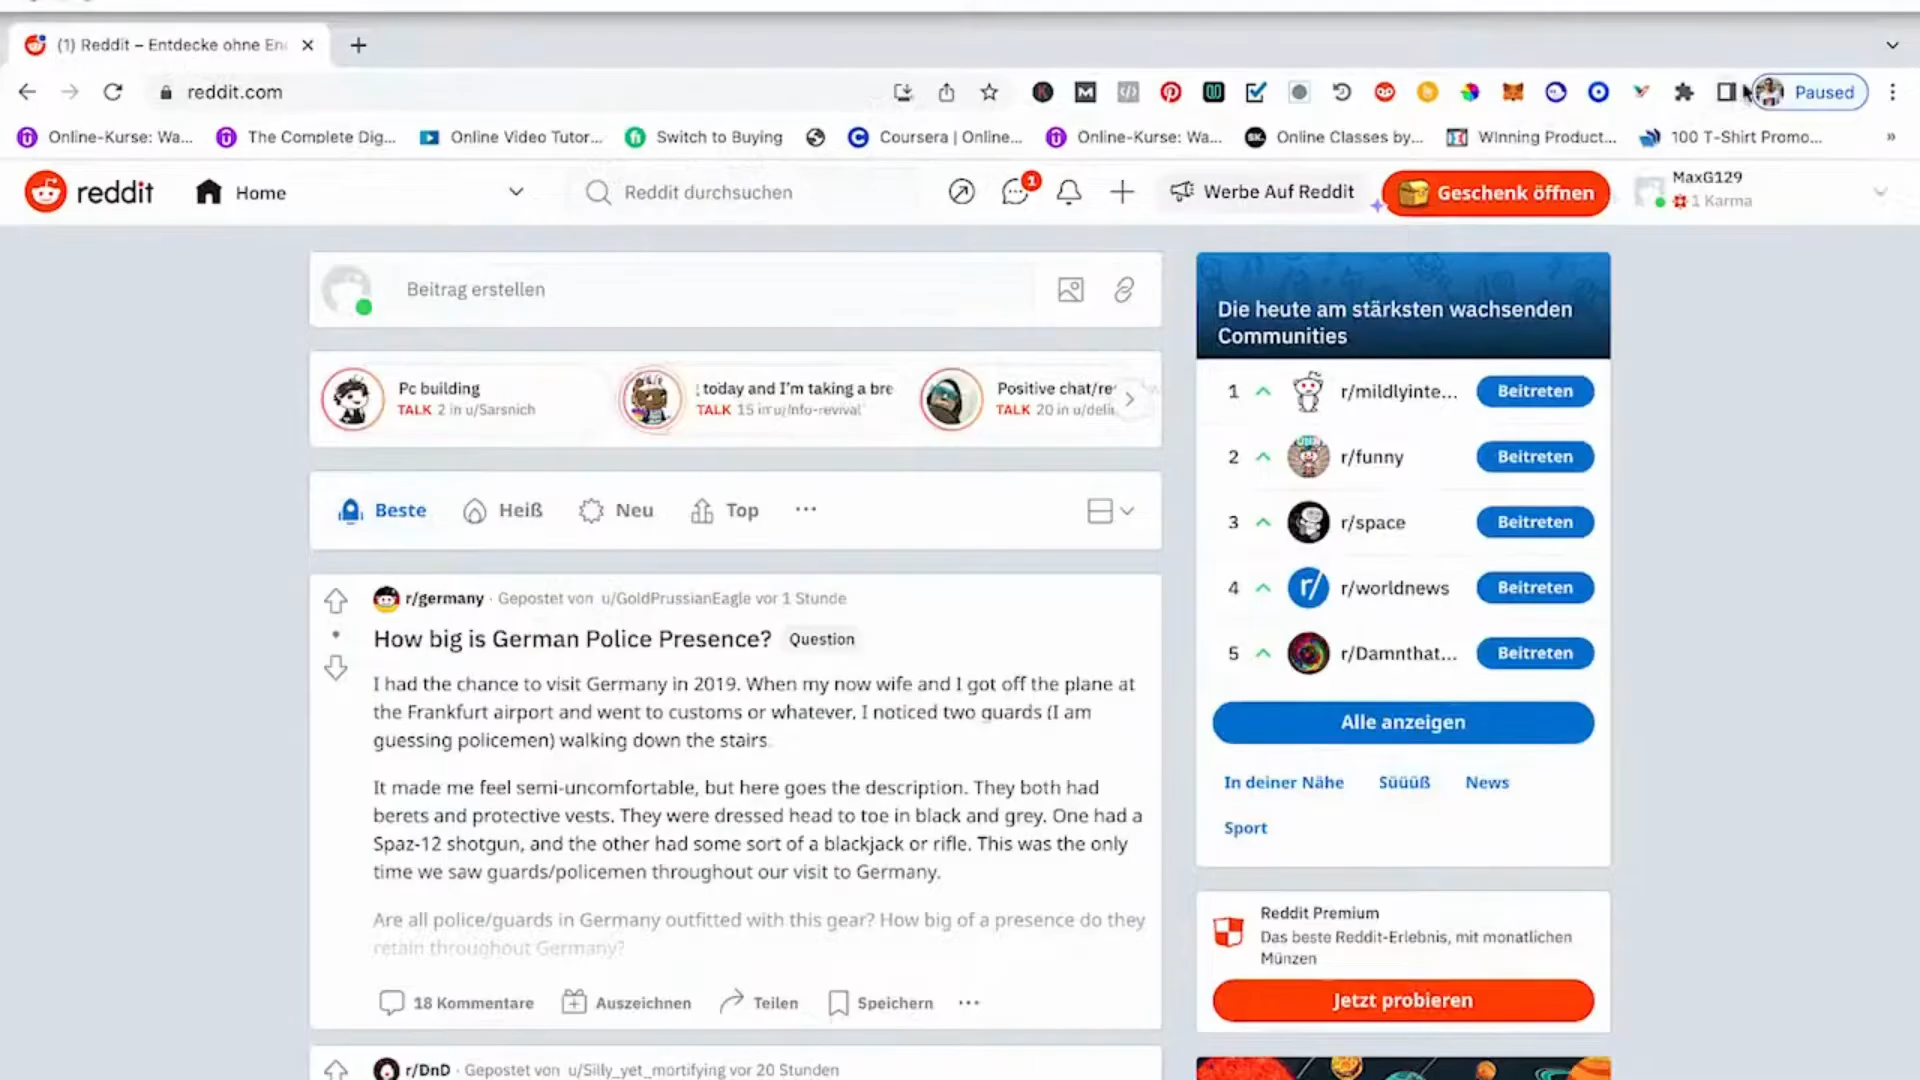 (1) Reddit – Entdecke ohne En
reddit.com
Paused
Online-Kurse: Wa...
The Complete Dig...
Online Video Tutor...
Switch to Buying
Coursera | Online...
Online-Kurse: Wa...
Online Classes by...
WInning Product...
100 T-Shirt Promo...
»
reddit
Home
Reddit durchsuchen
1
Werbe Auf Reddit
Geschenk öffnen
MaxG129
1 Karma
Beitrag erstellen
Pc building
TALK 2 in u/Sarsnich
today and I'm taking a bre
TALK 15 in u/Info-revival
Positive chat/re
TALK 20 in u/deli
Beste
Heiß
Neu
Top
r/germany · Gepostet von u/GoldPrussianEagle vor 1 Stunde
How big is German Police Presence? Question
I had the chance to visit Germany in 2019. When my now wife and I got off the plane at
the Frankfurt airport and went to customs or whatever, I noticed two guards (I am
guessing policemen) walking down the stairs.
It made me feel semi-uncomfortable, but here goes the description. They both had
berets and protective vests. They were dressed head to toe in black and grey. One had a
Spaz-12 shotgun, and the other had some sort of a blackjack or rifle. This was the only
time we saw guards/policemen throughout our visit to Germany.
Are all police/guards in Germany outfitted with this gear? How big of a presence do they
retain throughout Germany?
18 Kommentare
Auszeichnen
Teilen
Speichern
r/DnD · Gepostet von u/Silly_yet_mortifying vor 20 Stunden
Die heute am stärksten wachsenden
Communities
1 r/mildlyinte... Beitreten
2 r/funny Beitreten
3 r/space Beitreten
4 r/worldnews Beitreten
5 r/Damnthat... Beitreten
Alle anzeigen
In deiner Nähe Süüüß News
Sport
Reddit Premium
Das beste Reddit-Erlebnis, mit monatlichen
Münzen
Jetzt probieren